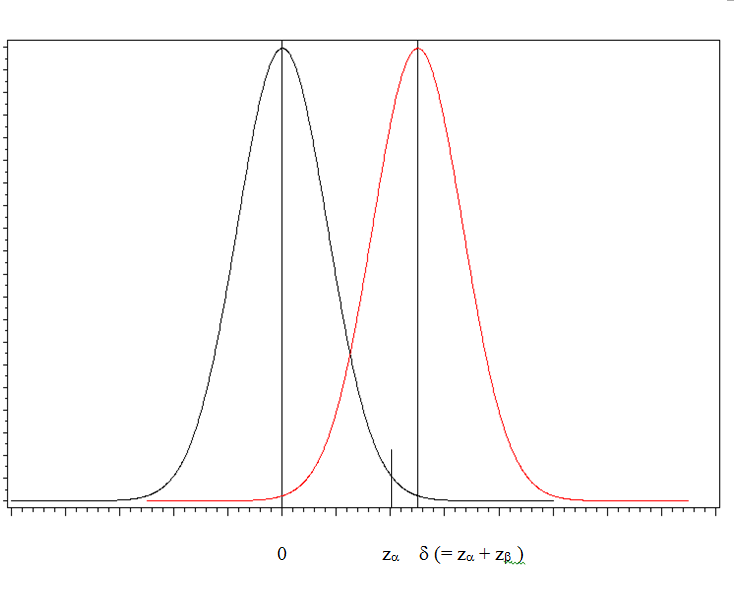 0 zα δ (= zα + zβ )